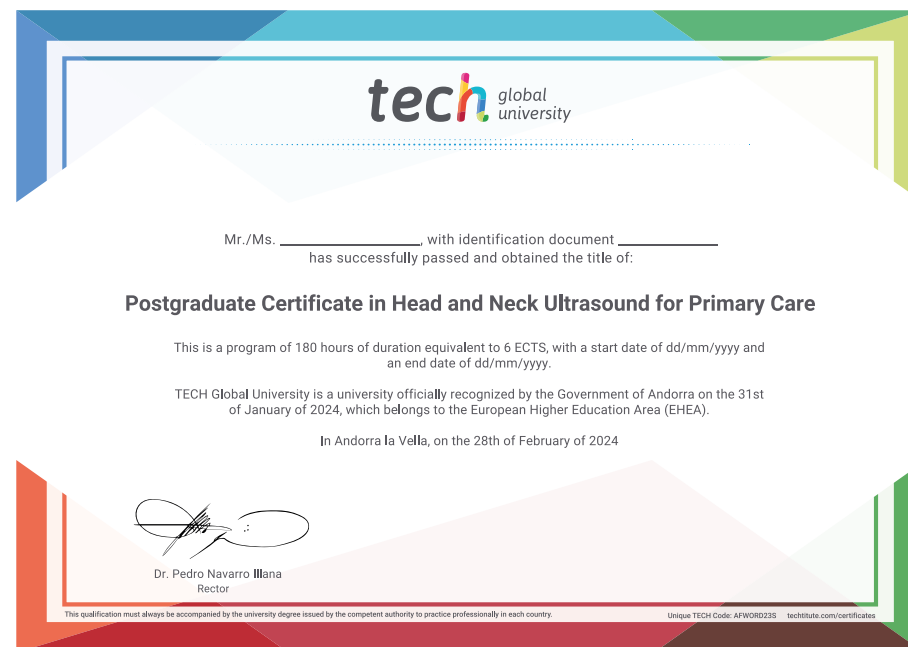 tech global university
Mr./Ms. ____________________, with identification document ______________
has successfully passed and obtained the title of:
Postgraduate Certificate in Head and Neck Ultrasound for Primary Care
This is a program of 180 hours of duration equivalent to 6 ECTS, with a start date of dd/mm/yyyy and
an end date of dd/mm/yyyy.
TECH Global University is a university officially recognized by the Government of Andorra on the 31st
of January of 2024, which belongs to the European Higher Education Area (EHEA).
In Andorra la Vella, on the 28th of February of 2024
Dr. Pedro Navarro Illana
Rector
This qualification must always be accompanied by the university degree issued by the competent authority to practice professionally in each country.
Unique TECH Code: AFWORD23S techtitute.com/certificates